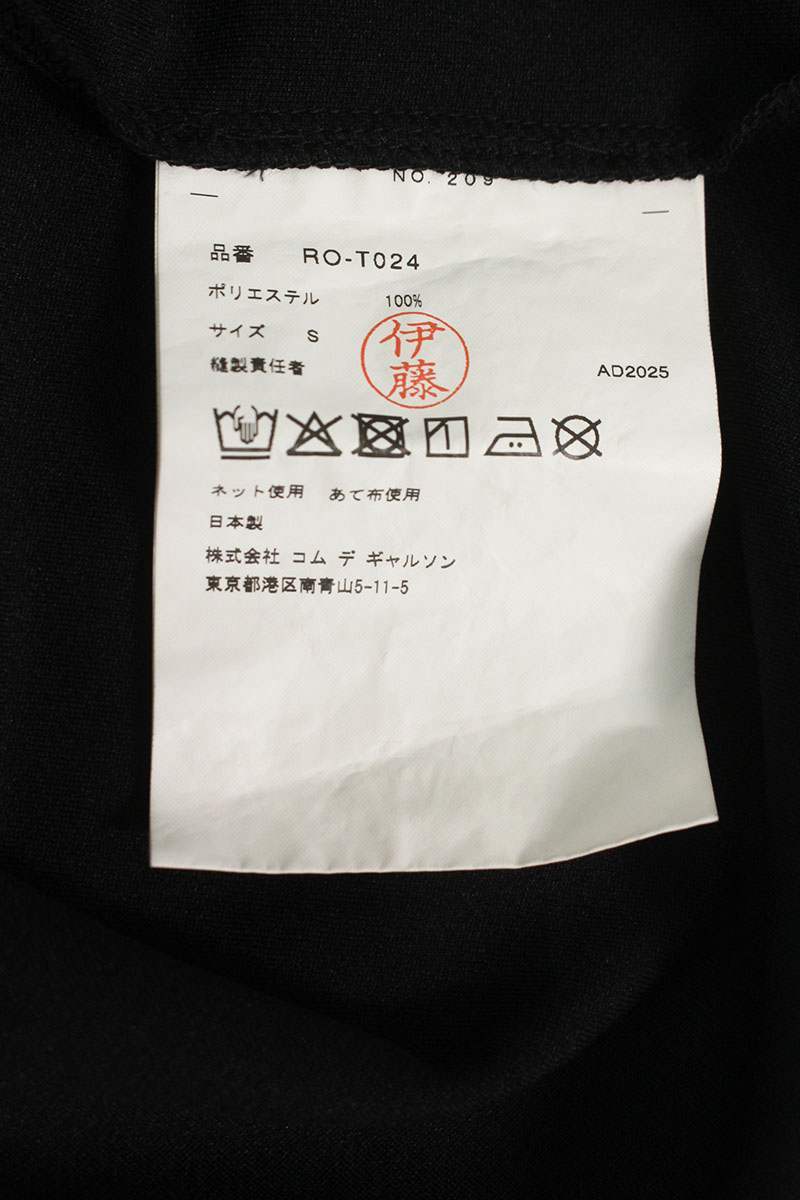 NO. 209
品番 RO-T024
ポリエステル 100%
サイズ S
縫製責任者 伊藤 AD2025
ネット使用 あて布使用
日本製
株式会社 コム デ ギャルソン
東京都港区南青山5-11-5